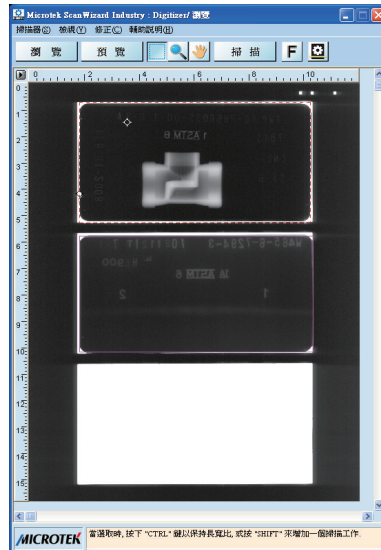 Microtek ScanWizard Industry : Digitizer/ 瀏覽
掃描器(S) 檢視(V) 修正(C) 輔助說明(H)
瀏 覽 預 覽 掃 描 F
0 2 4 6 8 10
0
1
2
3
4
5
6
7
8
9
10
11
12
13
14
15
1 ASTM B
W465-6-7294-3
1A ASTM 6
2 1
MICROTEK
當選取時, 按下 "CTRL" 鍵以保持長寬比, 或按 "SHIFT" 來增加一個掃描工作.